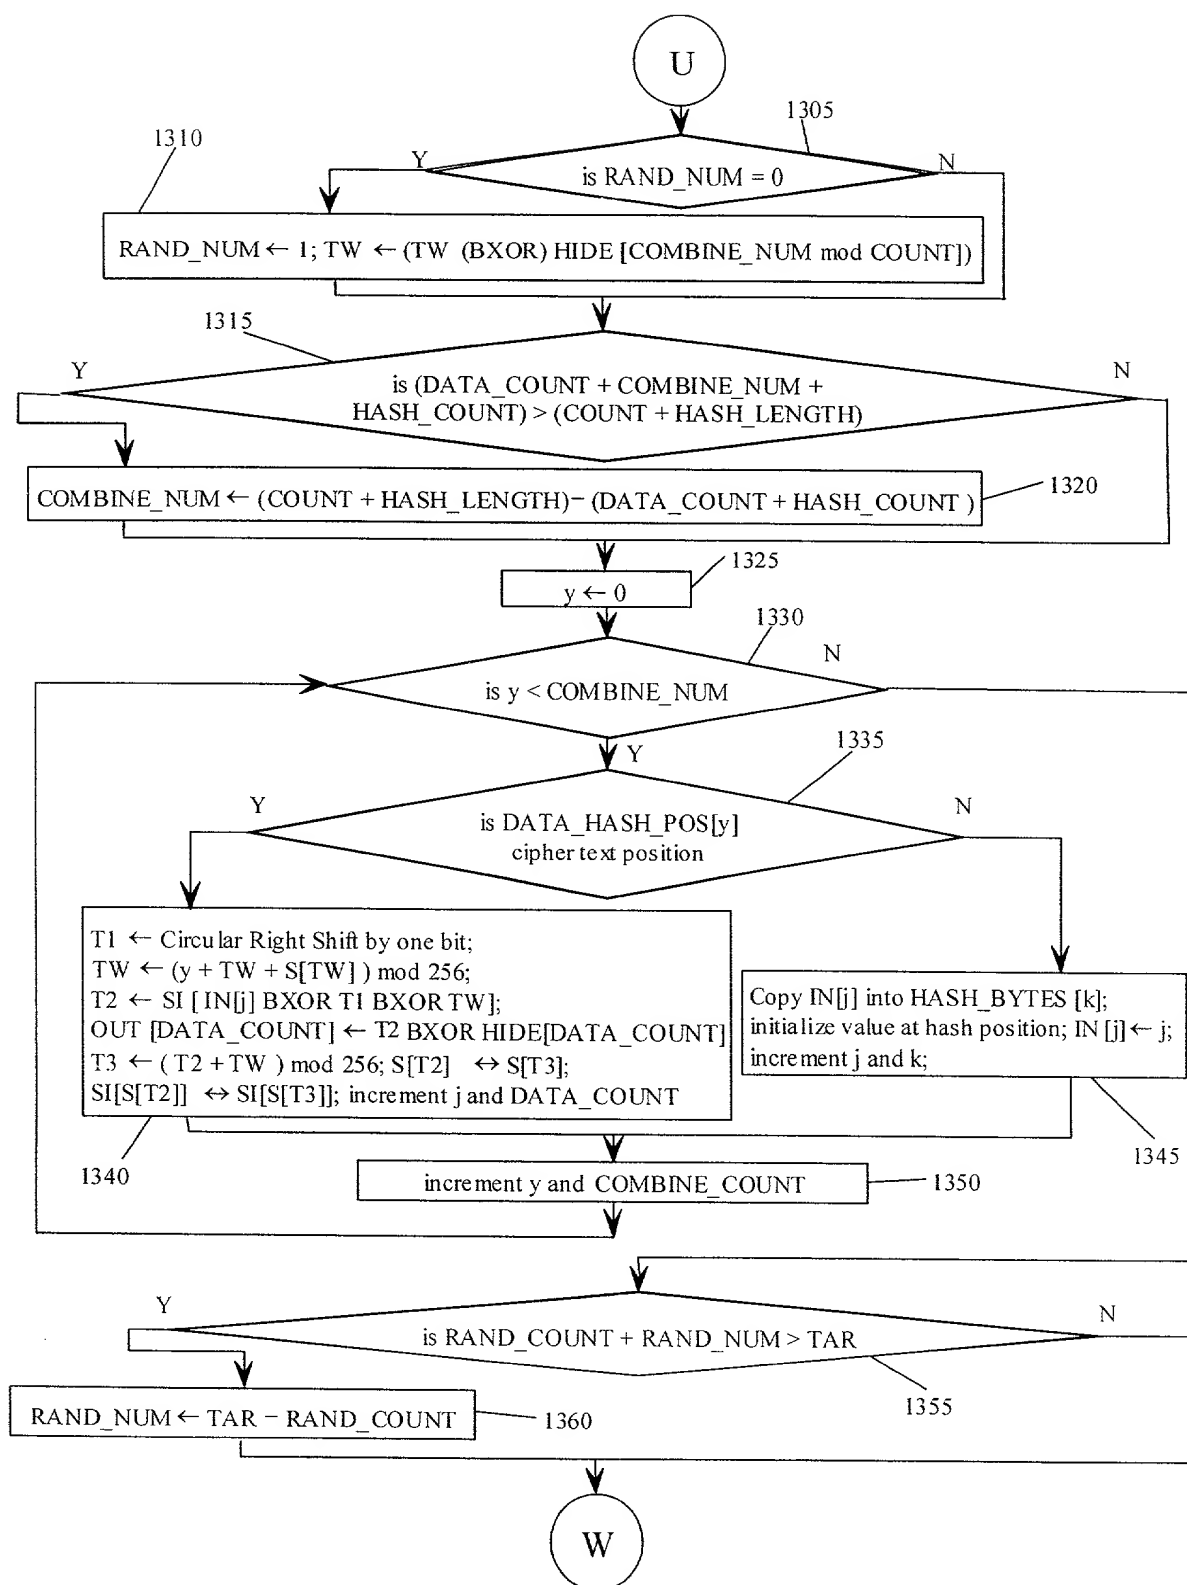 U
1305
1310
Y
N
is RAND_NUM = 0
RAND_NUM ← 1; TW ← (TW (BXOR) HIDE [COMBINE_NUM mod COUNT])
1315
Y
N
is (DATA_COUNT + COMBINE_NUM +
HASH_COUNT) > (COUNT + HASH_LENGTH)
COMBINE_NUM ← (COUNT + HASH_LENGTH) − (DATA_COUNT + HASH_COUNT )
1320
1325
y ← 0
1330
N
is y < COMBINE_NUM
Y
1335
Y
N
is DATA_HASH_POS[y]
cipher text position
T1 ← Circular Right Shift by one bit;
TW ← (y + TW + S[TW] ) mod 256;
T2 ← SI [ IN[j] BXOR T1 BXOR TW];
OUT [DATA_COUNT] ← T2 BXOR HIDE[DATA_COUNT]
T3 ← ( T2 + TW ) mod 256; S[T2] ↔ S[T3];
SI[S[T2]] ↔ SI[S[T3]]; increment j and DATA_COUNT
Copy IN[j] into HASH_BYTES [k];
initialize value at hash position; IN [j] ← j;
increment j and k;
1340
1345
increment y and COMBINE_COUNT
1350
Y
N
is RAND_COUNT + RAND_NUM > TAR
1355
RAND_NUM ← TAR − RAND_COUNT
1360
W